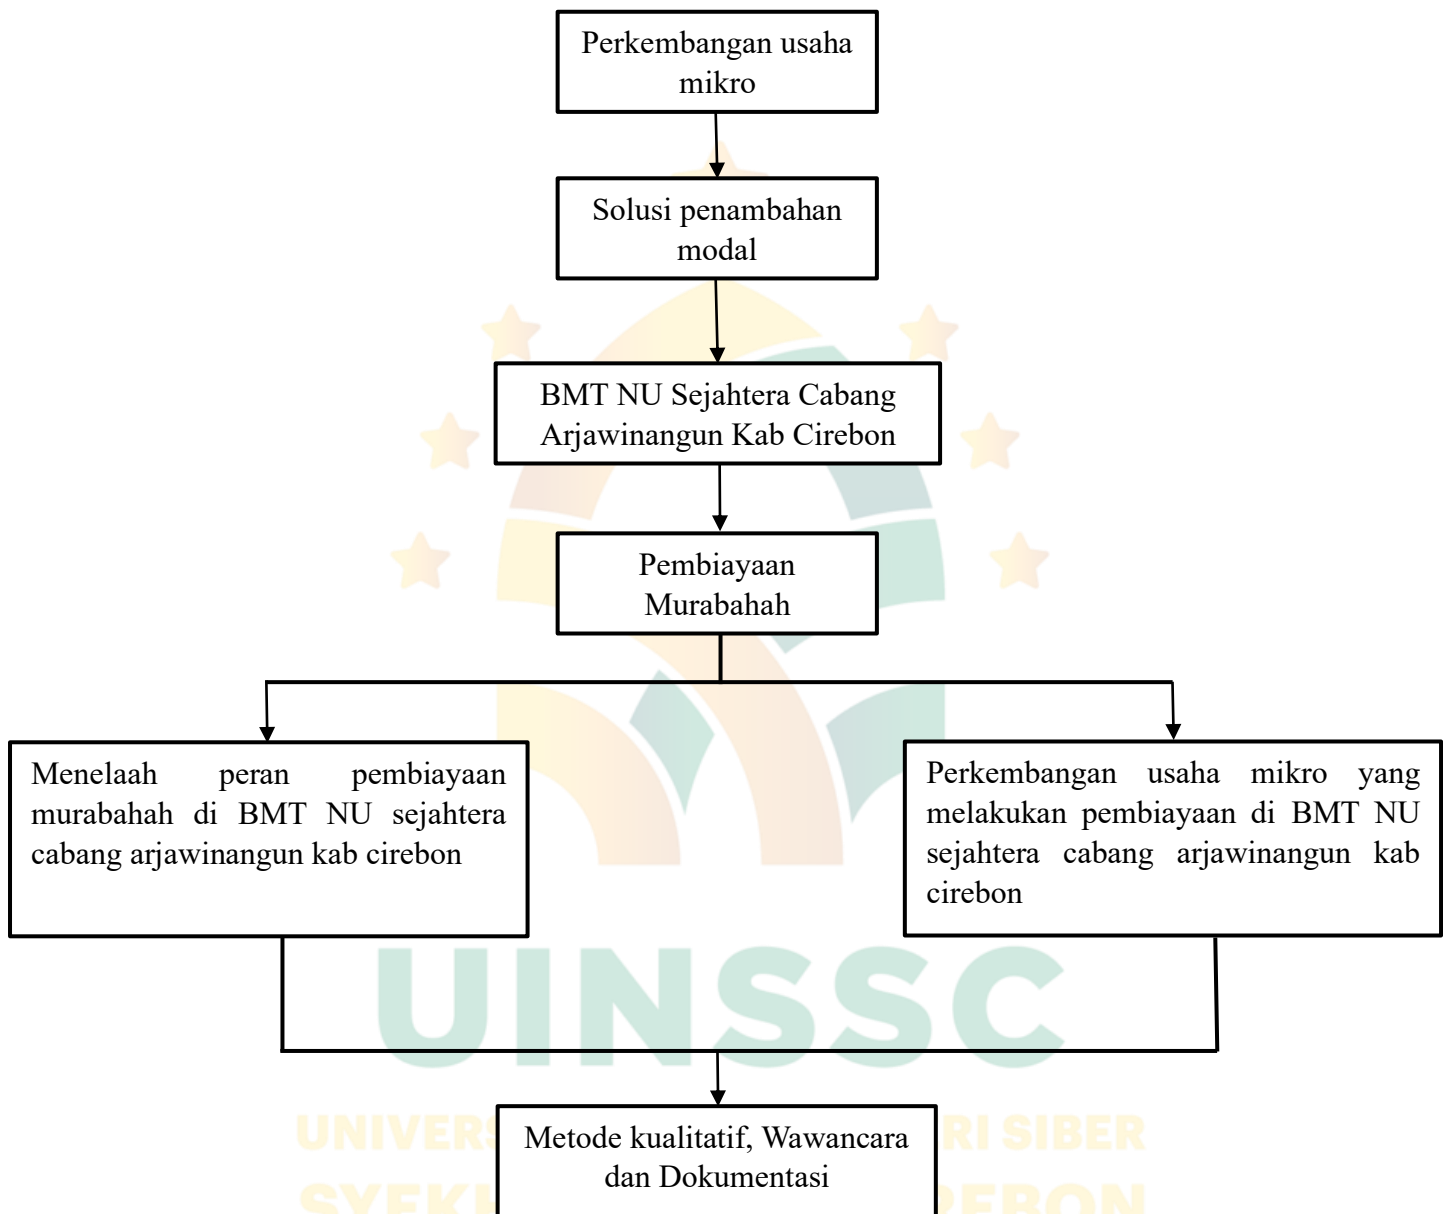 Perkembangan usaha
mikro
Solusi penambahan
modal
BMT NU Sejahtera Cabang
Arjawinangun Kab Cirebon
Pembiayaan
Murabahah
Menelaah peran pembiayaan
murabahah di BMT NU sejahtera
cabang arjawinangun kab cirebon
Perkembangan usaha mikro yang
melakukan pembiayaan di BMT NU
sejahtera cabang arjawinangun kab
cirebon
UINSSC
SIBER
Metode kualitatif, Wawancara
dan Dokumentasi